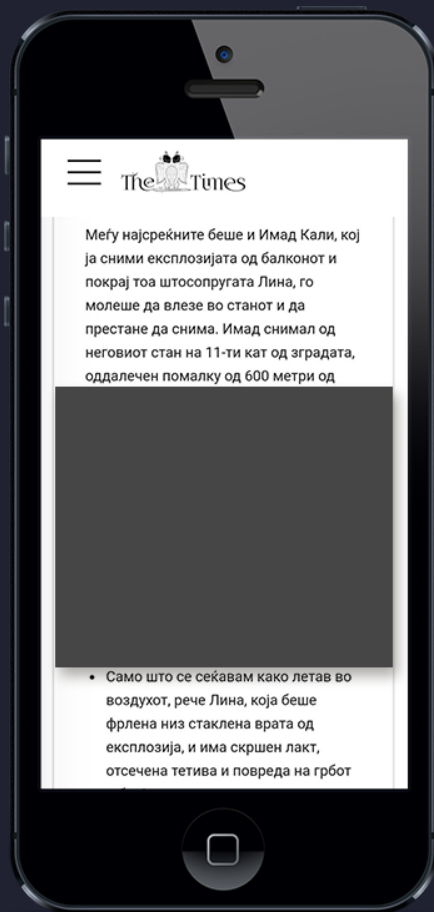 The Times
Меѓу најсреќните беше и Имад Кали, кој
ја сними експлозијата од балконот и
покрај тоа штосопругата Лина, го
молеше да влезе во станот и да
престане да снима. Имад снимал од
неговиот стан на 11-ти кат од зградата,
оддалечен помалку од 600 метри од
• Само што се сеќавам како летав во
воздухот, рече Лина, која беше
фрлена низ стаклена врата од
експлозија, и има скршен лакт,
отсечена тетива и повреда на грбот